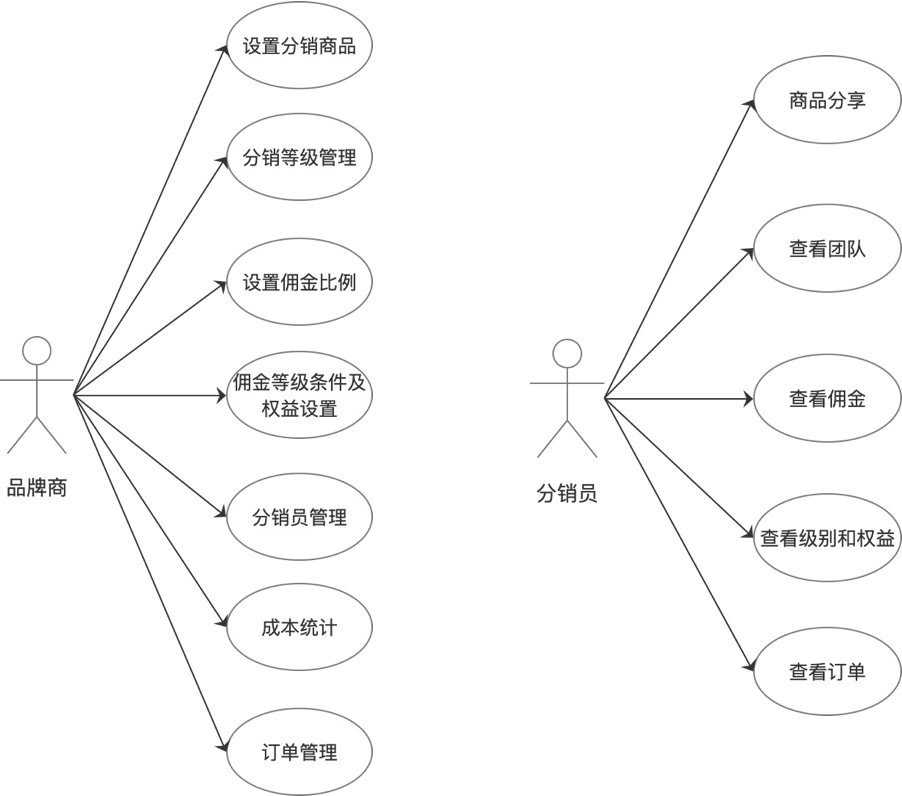 设置分销商品
分销等级管理
设置佣金比例
佣金等级条件及
权益设置
分销员管理
成本统计
订单管理
品牌商
商品分享
查看团队
查看佣金
查看级别和权益
查看订单
分销员